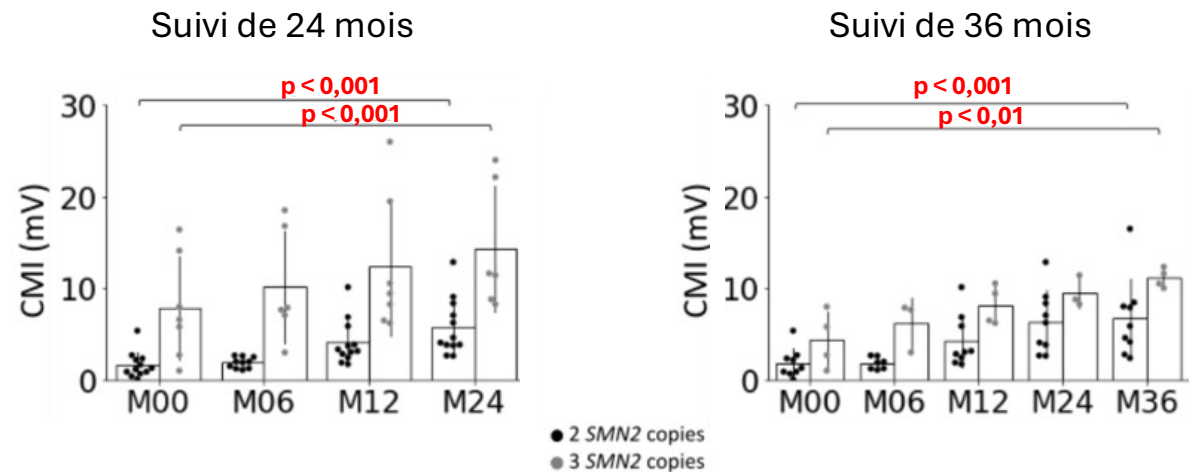 Suivi de 24 mois
p < 0,001
p < 0,001
30
20
10
0
CMI (mV)
M00 M06 M12 M24
Suivi de 36 mois
p < 0,001
p < 0,01
30
20
10
0
CMI (mV)
M00 M06 M12 M24 M36
2 SMN2 copies
3 SMN2 copies